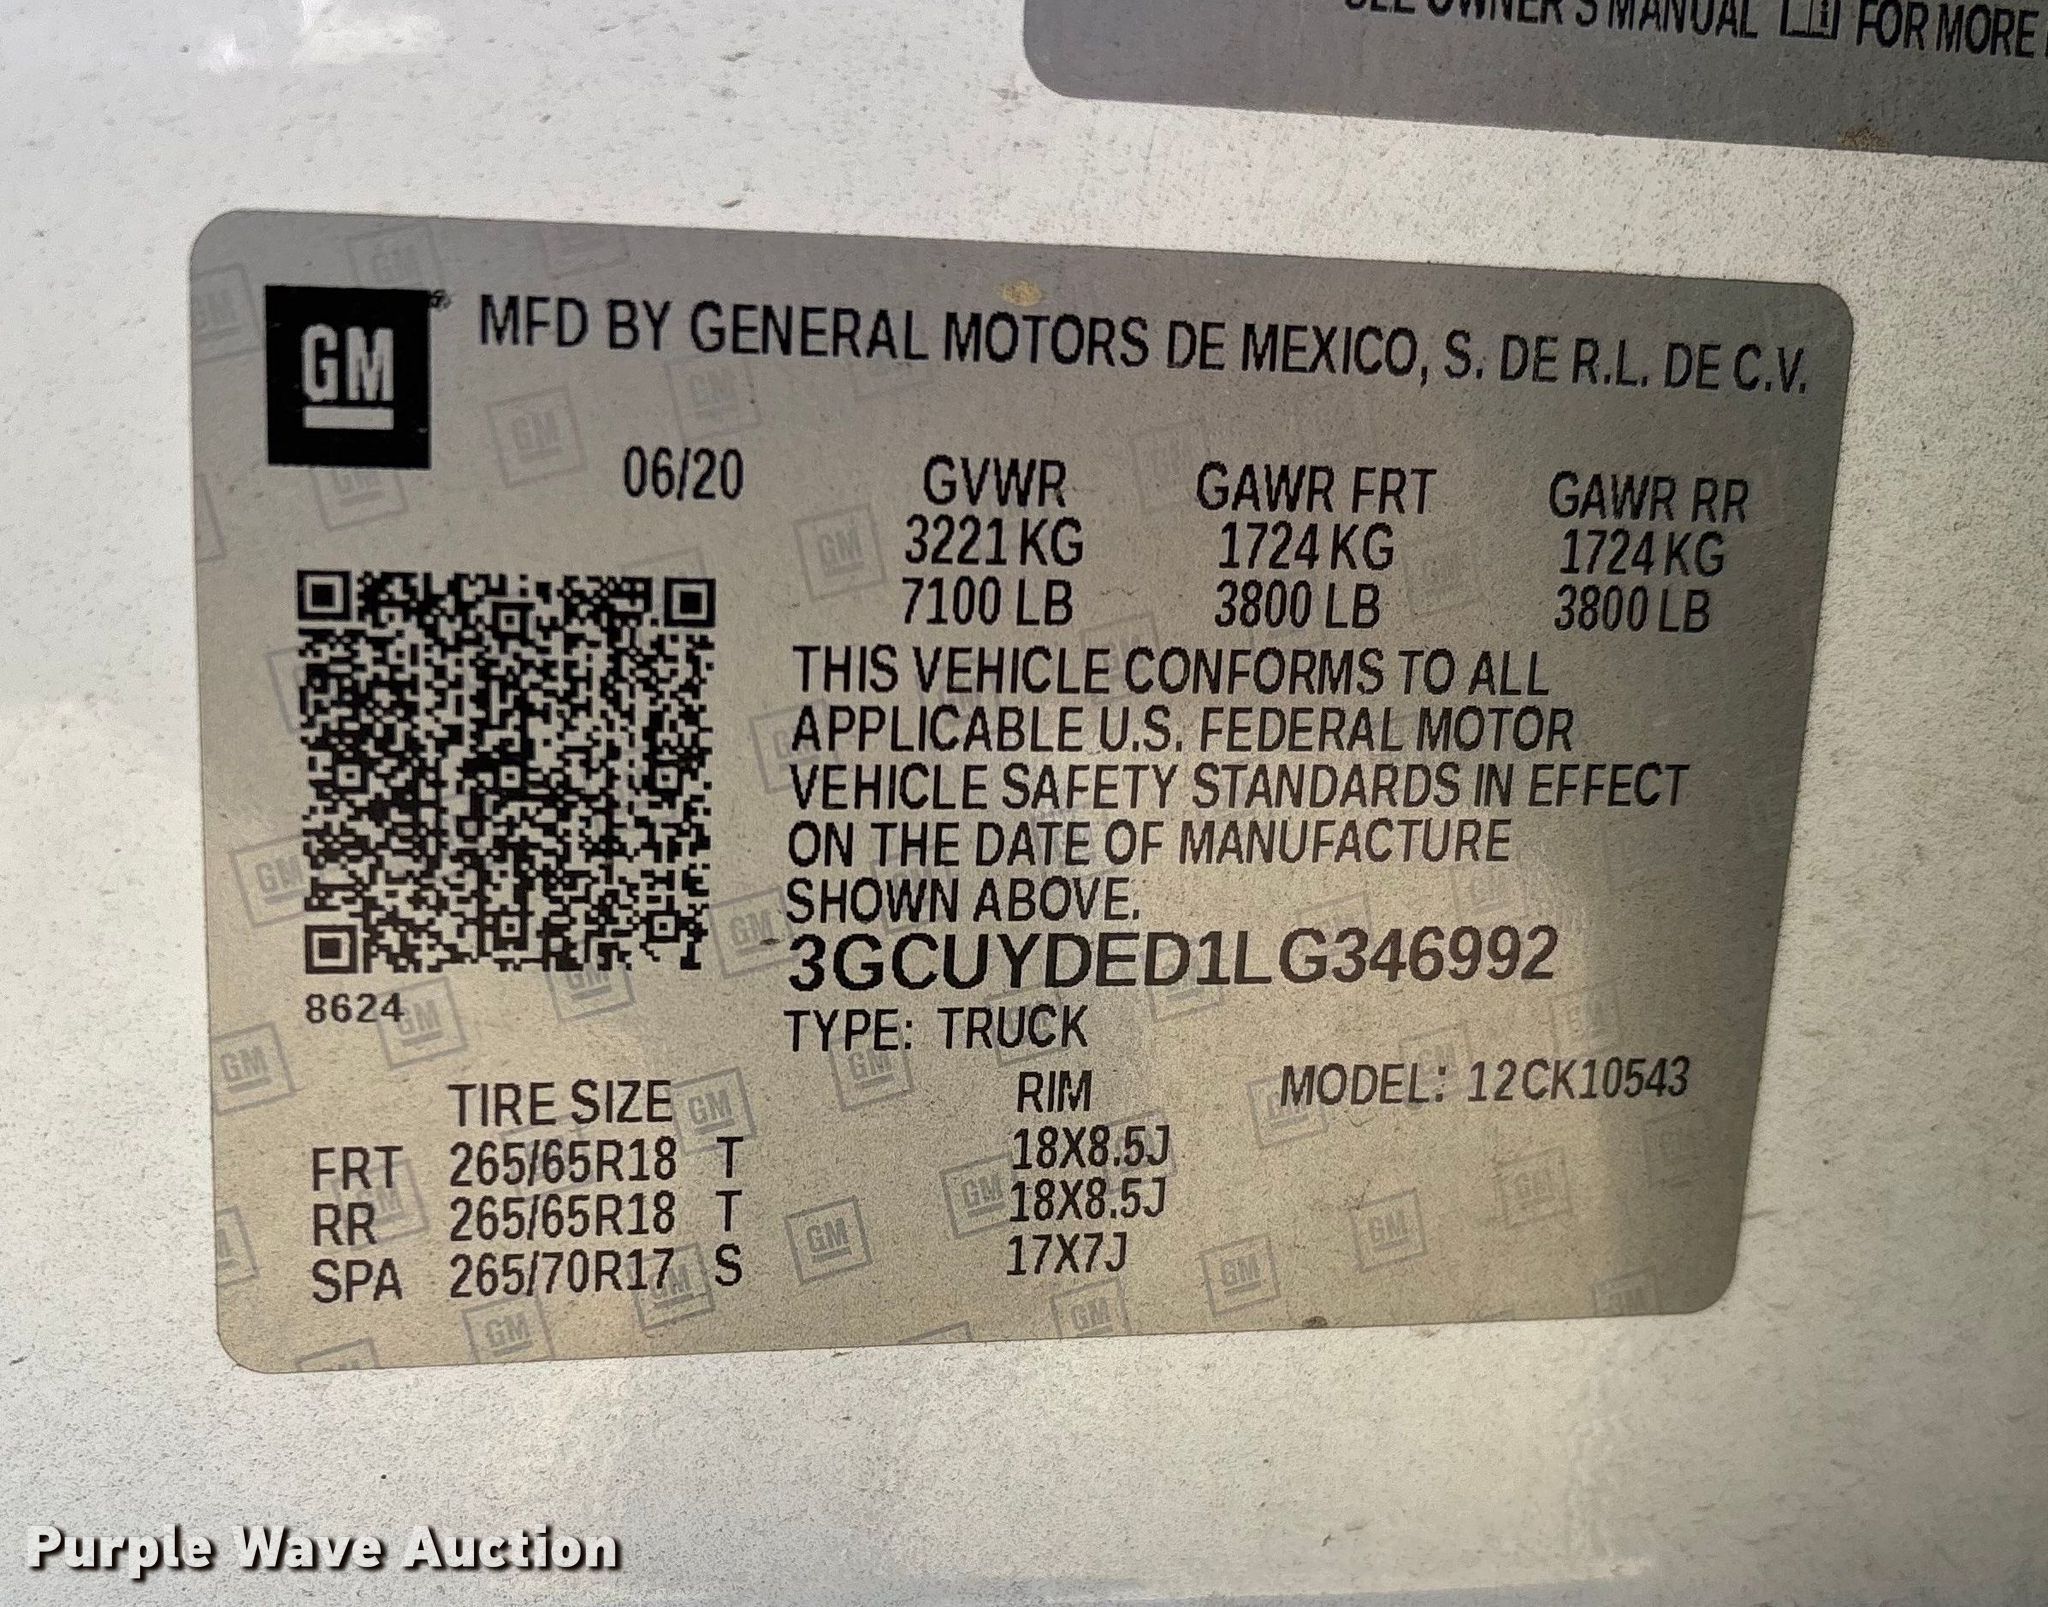 SEE OWNER'S MANUAL FOR MORE
GM
MFD BY GENERAL MOTORS DE MEXICO, S. DE R.L. DE C.V.
06/20
GVWR GAWR FRT GAWR RR
3221 KG 1724 KG 1724 KG
7100 LB 3800 LB 3800 LB
THIS VEHICLE CONFORMS TO ALL
APPLICABLE U.S. FEDERAL MOTOR
VEHICLE SAFETY STANDARDS IN EFFECT
ON THE DATE OF MANUFACTURE
SHOWN ABOVE.
3GCUYDED1LG346992
8624
TYPE: TRUCK
TIRE SIZE RIM MODEL: 12CK10543
FRT 265/65R18 T 18X8.5J
RR 265/65R18 T 18X8.5J
SPA 265/70R17 S 17X7J
Purple Wave Auction